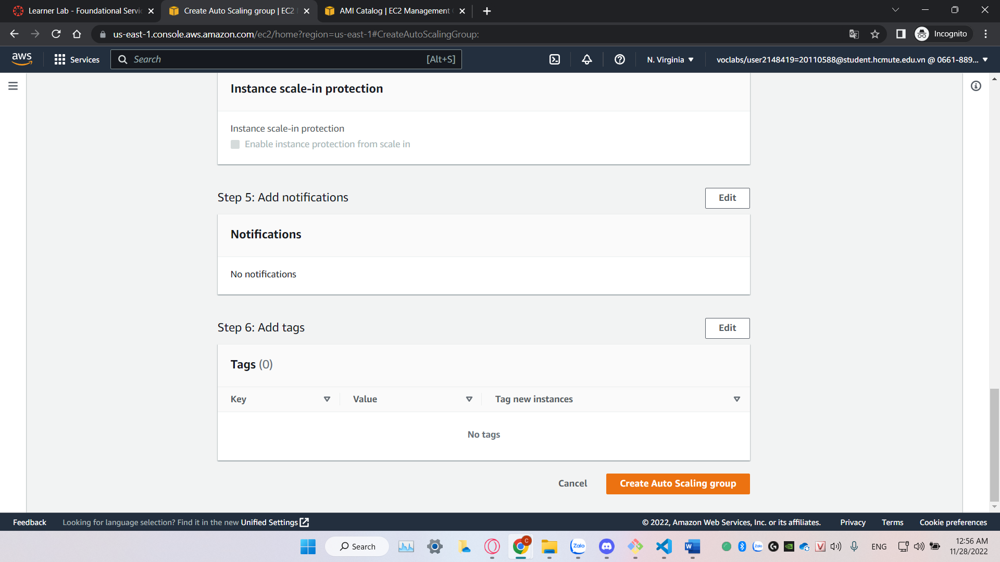 Learner Lab - Foundational Servic
Create Auto Scaling group | EC2
AMI Catalog | EC2 Management
us-east-1.console.aws.amazon.com/ec2/home?region=us-east-1#CreateAutoScalingGroup:
Incognito
aws
Services
Search
[Alt+S]
N. Virginia
voclabs/user2148419=20110588@student.hcmute.edu.vn @ 0661-889...
Instance scale-in protection
Instance scale-in protection
Enable instance protection from scale in
Step 5: Add notifications
Edit
Notifications
No notifications
Step 6: Add tags
Edit
Tags (0)
Key
Value
Tag new instances
No tags
Cancel
Create Auto Scaling group
Feedback
Looking for language selection? Find it in the new Unified Settings
© 2022, Amazon Web Services, Inc. or its affiliates.
Privacy
Terms
Cookie preferences
Search
C
Zalo
W
Zalo
V
ENG
12:56 AM
11/28/2022